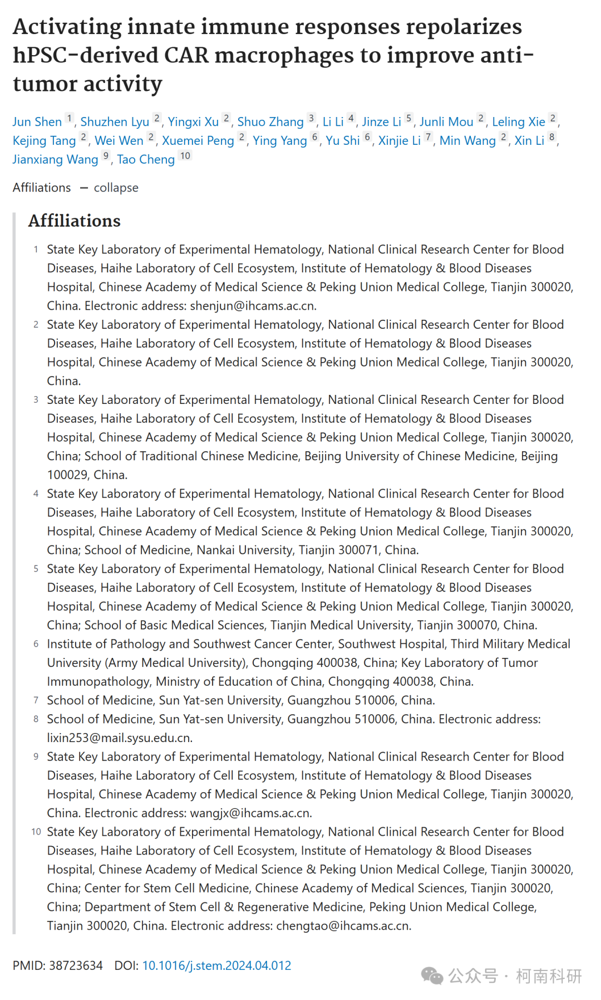 Activating innate immune responses repolarizes
hPSC-derived CAR macrophages to improve anti-
tumor activity
Jun Shen 1, Shuzhen Lyu 2, Yingxi Xu 2, Shuo Zhang 3, Li Li 4, Jinze Li 5, Junli Mou 2, Leling Xie 2,
Kejing Tang 2, Wei Wen 2, Xuemei Peng 2, Ying Yang 6, Yu Shi 6, Xinjie Li 7, Min Wang 2, Xin Li 8,
Jianxiang Wang 9, Tao Cheng 10
Affiliations – collapse
Affiliations
1 State Key Laboratory of Experimental Hematology, National Clinical Research Center for Blood
Diseases, Haihe Laboratory of Cell Ecosystem, Institute of Hematology & Blood Diseases
Hospital, Chinese Academy of Medical Science & Peking Union Medical College, Tianjin 300020,
China. Electronic address: shenjun@ihcams.ac.cn.
2 State Key Laboratory of Experimental Hematology, National Clinical Research Center for Blood
Diseases, Haihe Laboratory of Cell Ecosystem, Institute of Hematology & Blood Diseases
Hospital, Chinese Academy of Medical Science & Peking Union Medical College, Tianjin 300020,
China.
3 State Key Laboratory of Experimental Hematology, National Clinical Research Center for Blood
Diseases, Haihe Laboratory of Cell Ecosystem, Institute of Hematology & Blood Diseases
Hospital, Chinese Academy of Medical Science & Peking Union Medical College, Tianjin 300020,
China; School of Traditional Chinese Medicine, Beijing University of Chinese Medicine, Beijing
100029, China.
4 State Key Laboratory of Experimental Hematology, National Clinical Research Center for Blood
Diseases, Haihe Laboratory of Cell Ecosystem, Institute of Hematology & Blood Diseases
Hospital, Chinese Academy of Medical Science & Peking Union Medical College, Tianjin 300020,
China; School of Medicine, Nankai University, Tianjin 300071, China.
5 State Key Laboratory of Experimental Hematology, National Clinical Research Center for Blood
Diseases, Haihe Laboratory of Cell Ecosystem, Institute of Hematology & Blood Diseases
Hospital, Chinese Academy of Medical Science & Peking Union Medical College, Tianjin 300020,
China; School of Basic Medical Sciences, Tianjin Medical University, Tianjin 300070, China.
6 Institute of Pathology and Southwest Cancer Center, Southwest Hospital, Third Military Medical
University (Army Medical University), Chongqing 400038, China; Key Laboratory of Tumor
Immunopathology, Ministry of Education of China, Chongqing 400038, China.
7 School of Medicine, Sun Yat-sen University, Guangzhou 510006, China.
8 School of Medicine, Sun Yat-sen University, Guangzhou 510006, China. Electronic address:
lixin253@mail.sysu.edu.cn.
9 State Key Laboratory of Experimental Hematology, National Clinical Research Center for Blood
Diseases, Haihe Laboratory of Cell Ecosystem, Institute of Hematology & Blood Diseases
Hospital, Chinese Academy of Medical Science & Peking Union Medical College, Tianjin 300020,
China. Electronic address: wangjx@ihcams.ac.cn.
10 State Key Laboratory of Experimental Hematology, National Clinical Research Center for Blood
Diseases, Haihe Laboratory of Cell Ecosystem, Institute of Hematology & Blood Diseases
Hospital, Chinese Academy of Medical Science & Peking Union Medical College, Tianjin 300020,
China; Center for Stem Cell Medicine, Chinese Academy of Medical Sciences, Tianjin 300020,
China; Department of Stem Cell & Regenerative Medicine, Peking Union Medical College,
Tianjin 300020, China. Electronic address: chengtao@ihcams.ac.cn.
PMID: 38723634 DOI: 10.1016/j.stem.2024.04.012
公众号 · 柯南科研